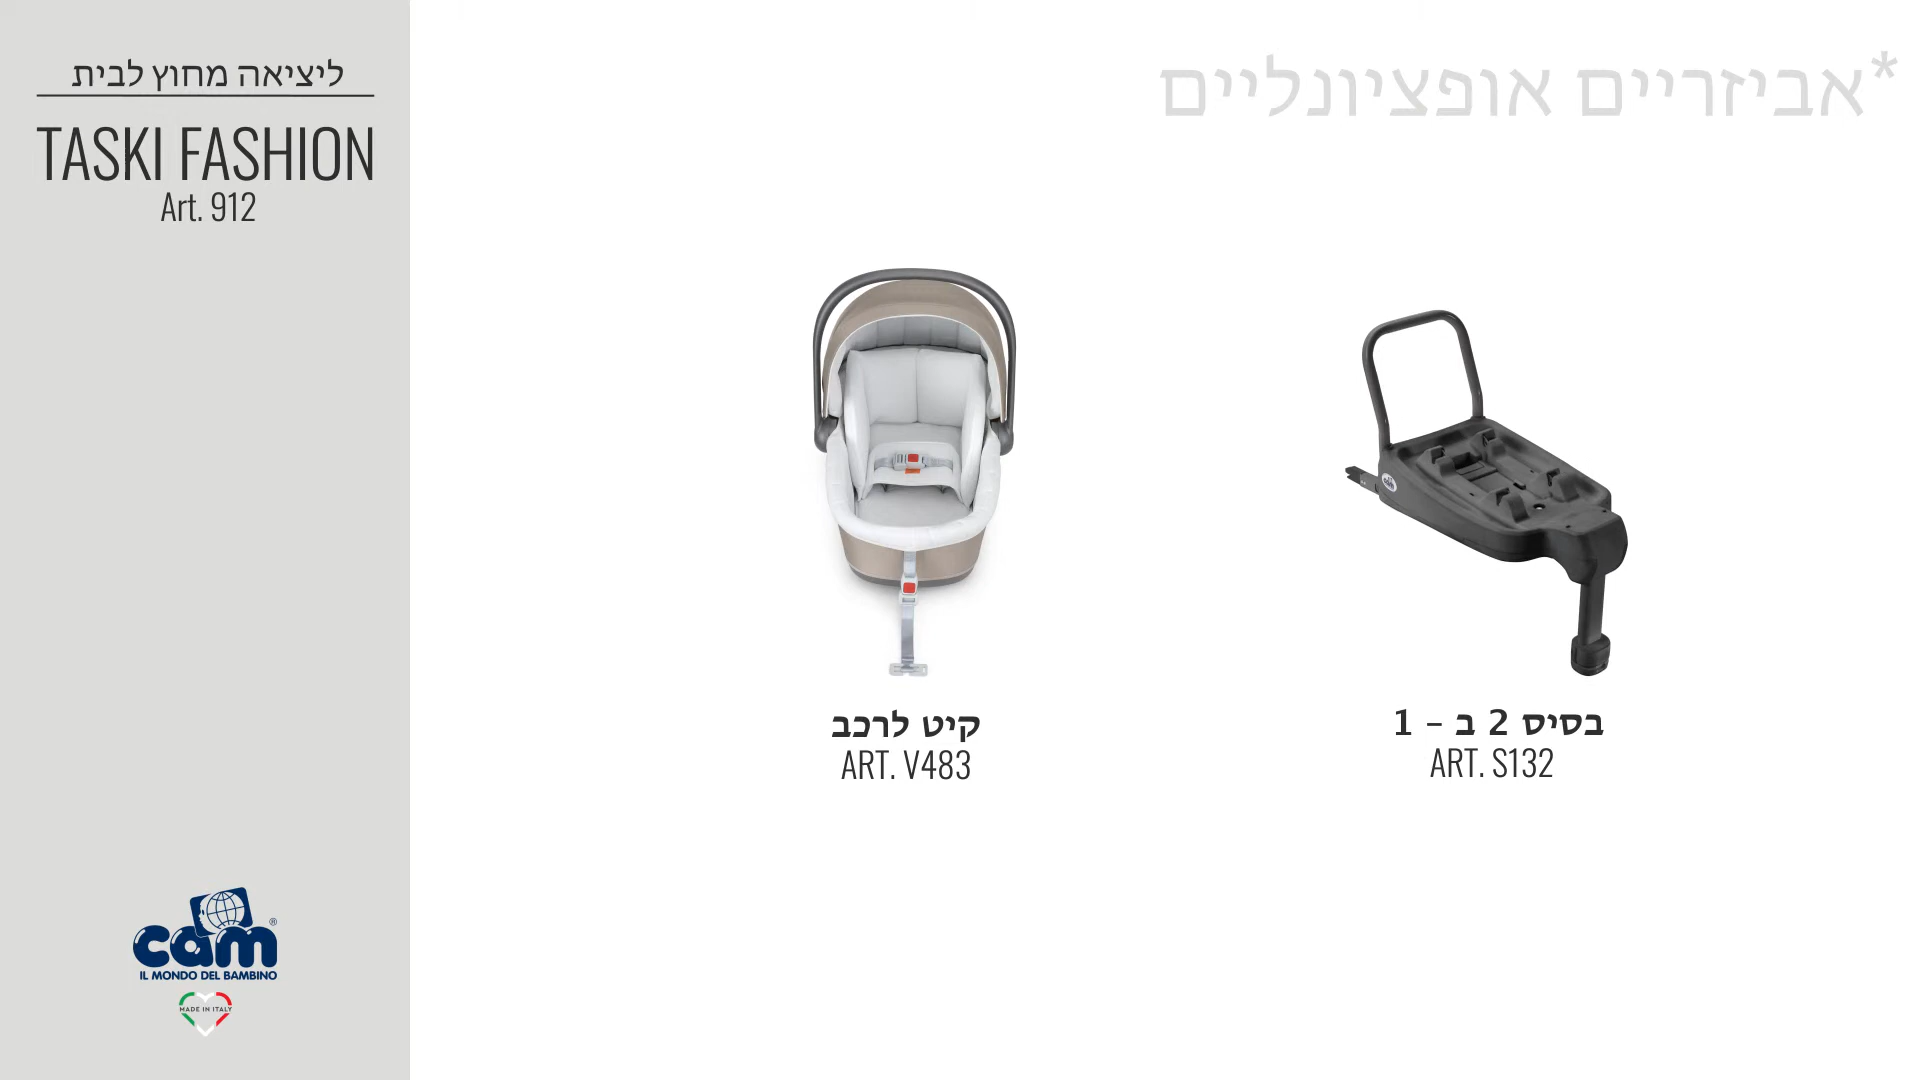 ליציאה מחוץ לבית
TASKI FASHION
Art. 912
*אביזריים אופציונליים
קיט לרכב
ART. V483
בסיס 2 ב - 1
ART. S132
cam®
IL MONDO DEL BAMBINO
MADE IN ITALY